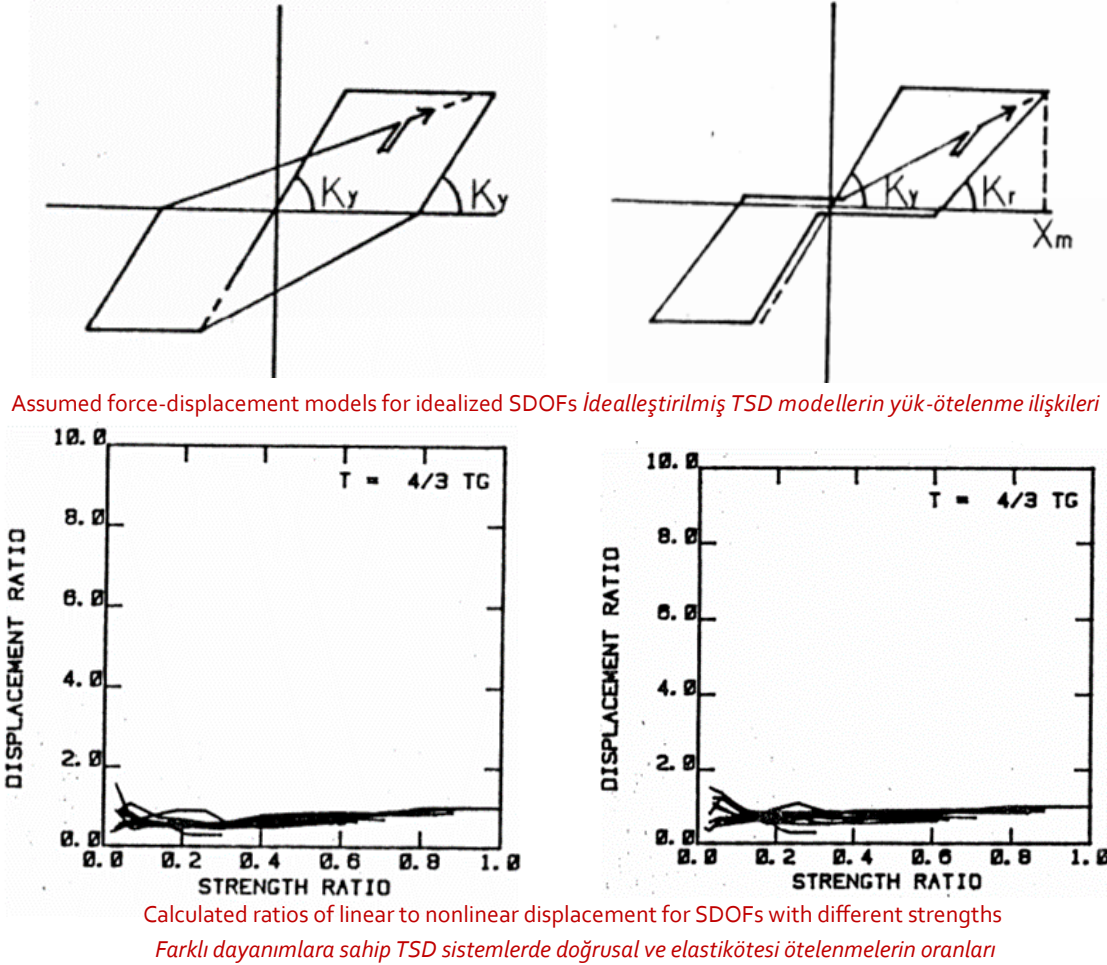 Ky
Ky
Ky
Kr
Xm
Assumed force-displacement models for idealized SDOFs İdealleştirilmiş TSD modellerin yük-ötelenme ilişkileri
10.0
T = 4/3 TG
8.0
6.0
4.0
2.0
0.0
DISPLACEMENT RATIO
0.0 0.2 0.4 0.6 0.8 1.0
STRENGTH RATIO
10.0
T = 4/3 TG
8.0
6.0
4.0
2.0
0.0
DISPLACEMENT RATIO
0.0 0.2 0.4 0.6 0.8 1.0
STRENGTH RATIO
Calculated ratios of linear to nonlinear displacement for SDOFs with different strengths
Farklı dayanımlara sahip TSD sistemlerde doğrusal ve elastikötesi ötelenmelerin oranları